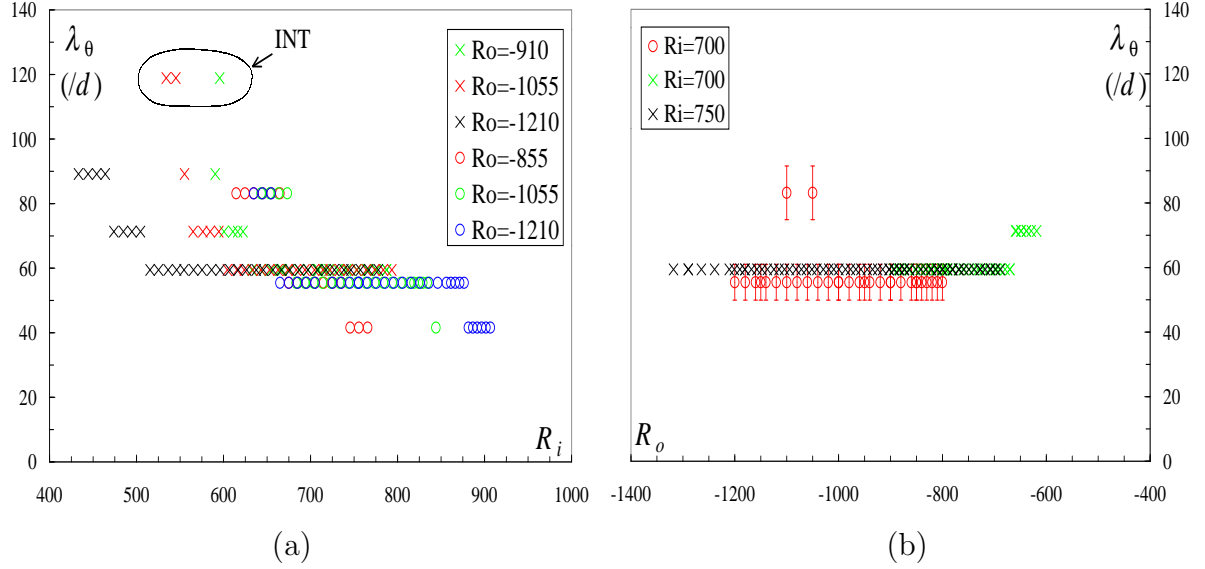 λθ
(/d)
140
120
100
80
60
40
20
0
INT
Ro=-910
Ro=-1055
Ro=-1210
Ro=-855
Ro=-1055
Ro=-1210
Ri
400 500 600 700 800 900 1000
(a)
Ri=700
Ri=700
Ri=750
λθ
(/d)
140
120
100
80
60
40
20
0
Ro
-1400 -1200 -1000 -800 -600 -400
(b)